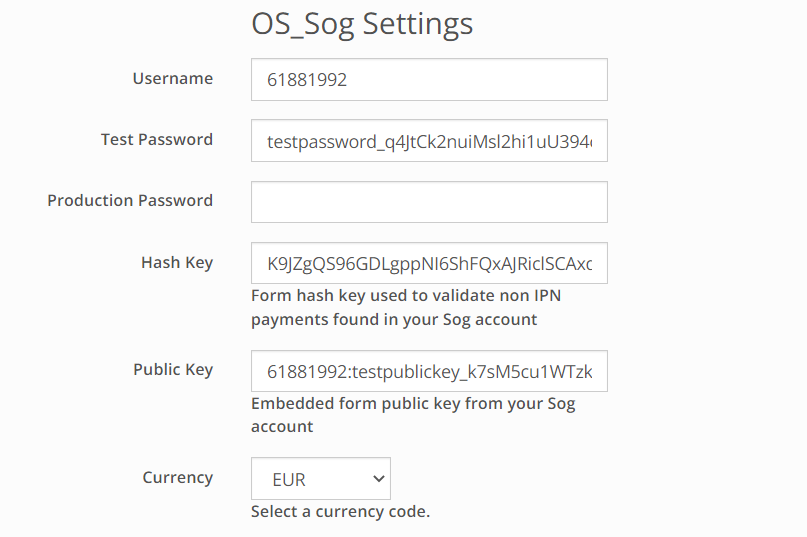 OS_Sog Settings
Username
61881992
Test Password
testpassword_q4JtCk2nuiMsl2hi1uU394
Production Password
Hash Key
K9JZgQS96GDLgppNI6ShFQxAJRiclSCAx
Form hash key used to validate non IPN
payments found in your Sog account
Public Key
61881992:testpublickey_k7sM5cu1WTzk
Embedded form public key from your Sog
account
Currency
EUR
Select a currency code.